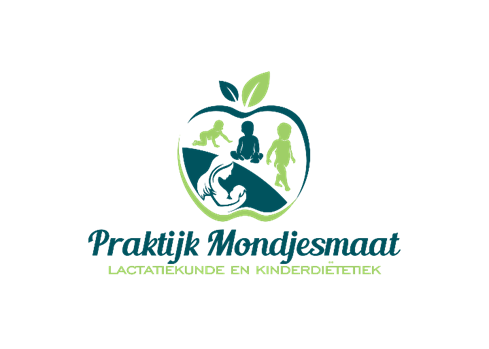 Praktijk Mondjesmaat
LACTATIEKUNDE EN KINDERDIËTETIEK